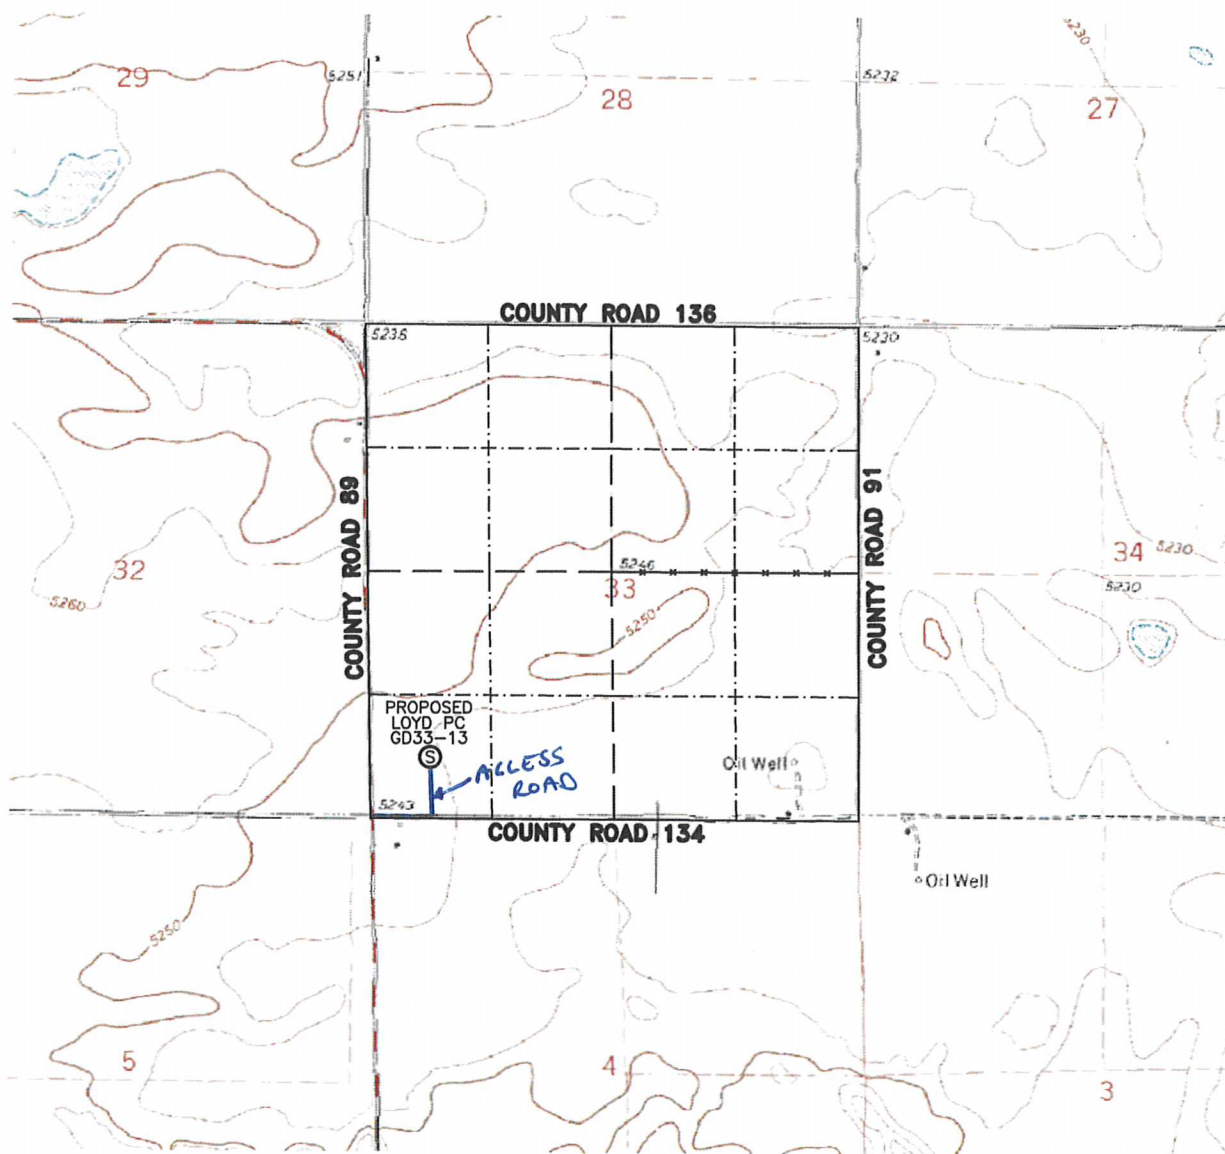 5230
29
5251
28
5232
27
COUNTY ROAD 136
5236
5230
COUNTY ROAD 89
COUNTY ROAD 91
32
5246
33
34
5230
5260
5230
5250
PROPOSED
LOYD PC
GD33-13
S
ACCESS
ROAD
Oil Well
5243
COUNTY ROAD 134
Oil Well
5250
5
4
3